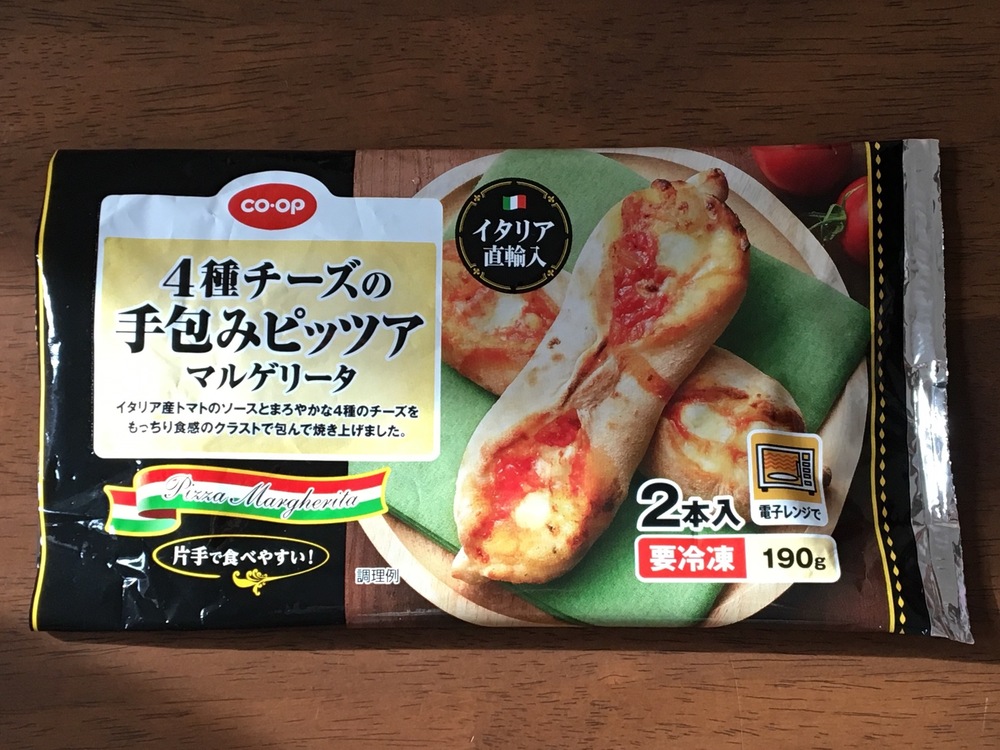 CO·OP
4種チーズの
手包みピッツア
マルゲリータ
イタリア産トマトのソースとまろやかな4種のチーズを
もっちり食感のクラストで包んで焼き上げました。
Pizza Margherita
片手で食べやすい!
調理例
イタリア
直輸入
2本入
要冷凍 190g
電子レンジで